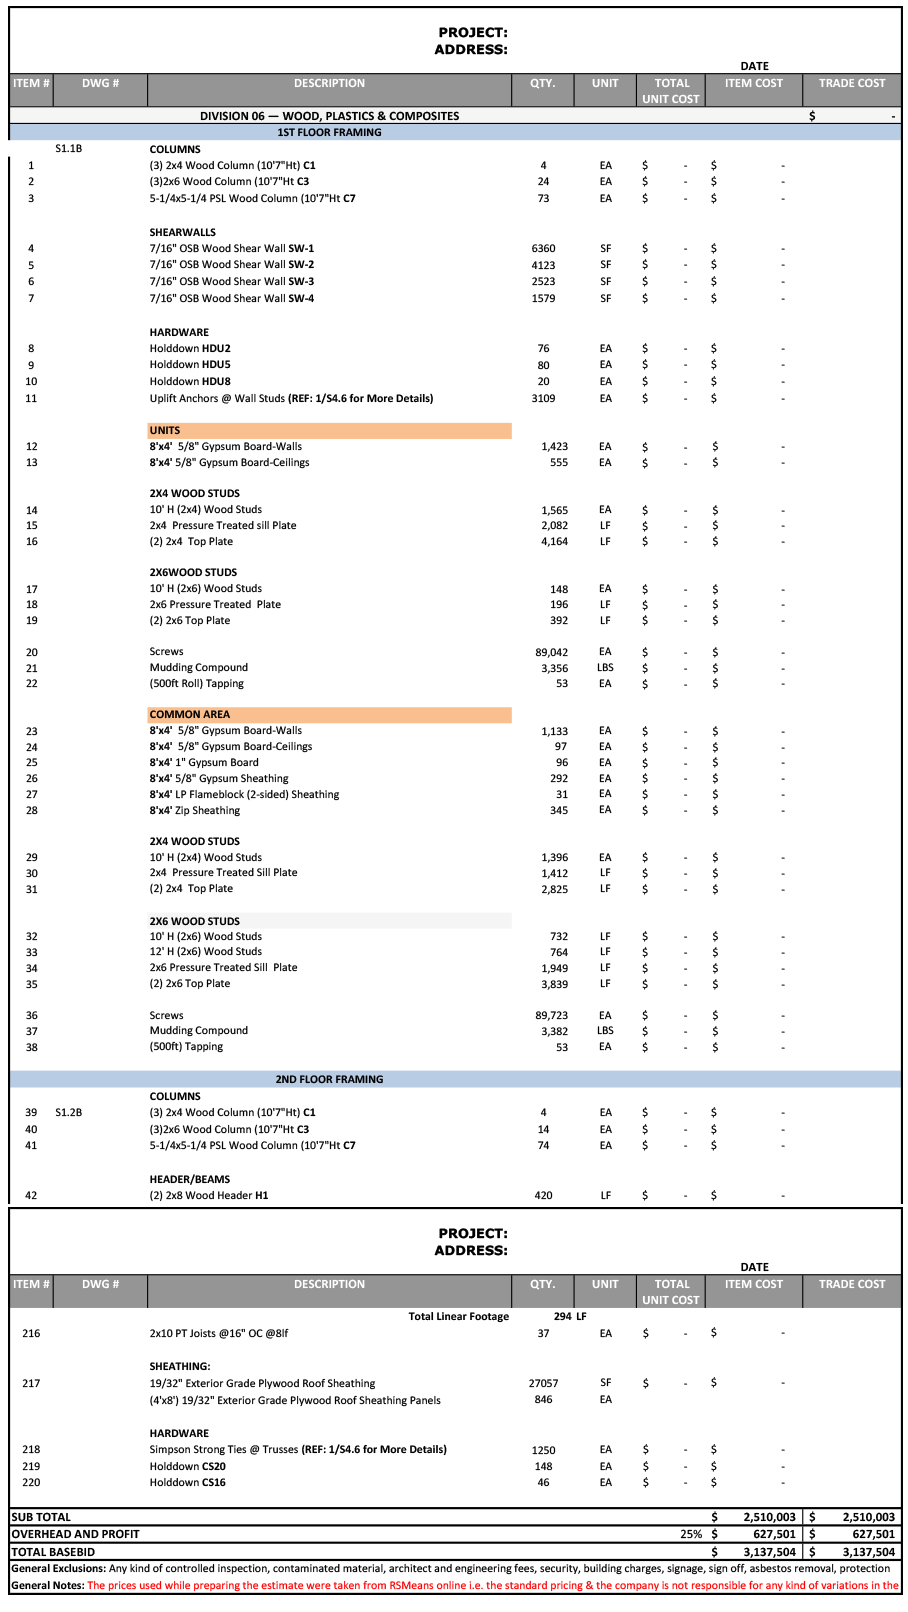 PROJECT:
ADDRESS:
DATE
ITEM # DWG # DESCRIPTION QTY. UNIT TOTAL UNIT COST ITEM COST TRADE COST
DIVISION 06 — WOOD, PLASTICS & COMPOSITES $ -
1ST FLOOR FRAMING
S1.1B COLUMNS
1 (3) 2x4 Wood Column (10'7"Ht) C1 4 EA $ - $ -
2 (3)2x6 Wood Column (10'7"Ht C3 24 EA $ - $ -
3 5-1/4x5-1/4 PSL Wood Column (10'7"Ht C7 73 EA $ - $ -
SHEARWALLS
4 7/16" OSB Wood Shear Wall SW-1 6360 SF $ - $ -
5 7/16" OSB Wood Shear Wall SW-2 4123 SF $ - $ -
6 7/16" OSB Wood Shear Wall SW-3 2523 SF $ - $ -
7 7/16" OSB Wood Shear Wall SW-4 1579 SF $ - $ -
HARDWARE
8 Holddown HDU2 76 EA $ - $ -
9 Holddown HDU5 80 EA $ - $ -
10 Holddown HDU8 20 EA $ - $ -
11 Uplift Anchors @ Wall Studs (REF: 1/S4.6 for More Details) 3109 EA $ - $ -
UNITS
12 8'x4' 5/8" Gypsum Board-Walls 1,423 EA $ - $ -
13 8'x4' 5/8" Gypsum Board-Ceilings 555 EA $ - $ -
2X4 WOOD STUDS
14 10' H (2x4) Wood Studs 1,565 EA $ - $ -
15 2x4 Pressure Treated sill Plate 2,082 LF $ - $ -
16 (2) 2x4 Top Plate 4,164 LF $ - $ -
2X6WOOD STUDS
17 10' H (2x6) Wood Studs 148 EA $ - $ -
18 2x6 Pressure Treated Plate 196 LF $ - $ -
19 (2) 2x6 Top Plate 392 LF $ - $ -
20 Screws 89,042 EA $ - $ -
21 Mudding Compound 3,356 LBS $ - $ -
22 (500ft Roll) Tapping 53 EA $ - $ -
COMMON AREA
23 8'x4' 5/8" Gypsum Board-Walls 1,133 EA $ - $ -
24 8'x4' 5/8" Gypsum Board-Ceilings 97 EA $ - $ -
25 8'x4' 1" Gypsum Board 96 EA $ - $ -
26 8'x4' 5/8" Gypsum Sheathing 292 EA $ - $ -
27 8'x4' LP Flameblock (2-sided) Sheathing 31 EA $ - $ -
28 8'x4' Zip Sheathing 345 EA $ - $ -
2X4 WOOD STUDS
29 10' H (2x4) Wood Studs 1,396 EA $ - $ -
30 2x4 Pressure Treated Sill Plate 1,412 LF $ - $ -
31 (2) 2x4 Top Plate 2,825 LF $ - $ -
2X6 WOOD STUDS
32 10' H (2x6) Wood Studs 732 LF $ - $ -
33 12' H (2x6) Wood Studs 764 LF $ - $ -
34 2x6 Pressure Treated Sill Plate 1,949 LF $ - $ -
35 (2) 2x6 Top Plate 3,839 LF $ - $ -
36 Screws 89,723 EA $ - $ -
37 Mudding Compound 3,382 LBS $ - $ -
38 (500ft) Tapping 53 EA $ - $ -
2ND FLOOR FRAMING
COLUMNS
39 S1.2B (3) 2x4 Wood Column (10'7"Ht) C1 4 EA $ - $ -
40 (3)2x6 Wood Column (10'7"Ht C3 14 EA $ - $ -
41 5-1/4x5-1/4 PSL Wood Column (10'7"Ht C7 74 EA $ - $ -
HEADER/BEAMS
42 (2) 2x8 Wood Header H1 420 LF $ - $ -
PROJECT:
ADDRESS:
DATE
ITEM # DWG # DESCRIPTION QTY. UNIT TOTAL UNIT COST ITEM COST TRADE COST
Total Linear Footage 294 LF
216 2x10 PT Joists @16" OC @8lf 37 EA $ - $ -
SHEATHING:
217 19/32" Exterior Grade Plywood Roof Sheathing 27057 SF $ - $ -
(4'x8') 19/32" Exterior Grade Plywood Roof Sheathing Panels 846 EA
HARDWARE
218 Simpson Strong Ties @ Trusses (REF: 1/S4.6 for More Details) 1250 EA $ - $ -
219 Holddown CS20 148 EA $ - $ -
220 Holddown CS16 46 EA $ - $ -
SUB TOTAL $ 2,510,003 $ 2,510,003
OVERHEAD AND PROFIT 25% $ 627,501 $ 627,501
TOTAL BASEBID $ 3,137,504 $ 3,137,504
General Exclusions: Any kind of controlled inspection, contaminated material, architect and engineering fees, security, building charges, signage, sign off, asbestos removal, protection
General Notes: The prices used while preparing the estimate were taken from RSMeans online i.e. the standard pricing & the company is not responsible for any kind of variations in the